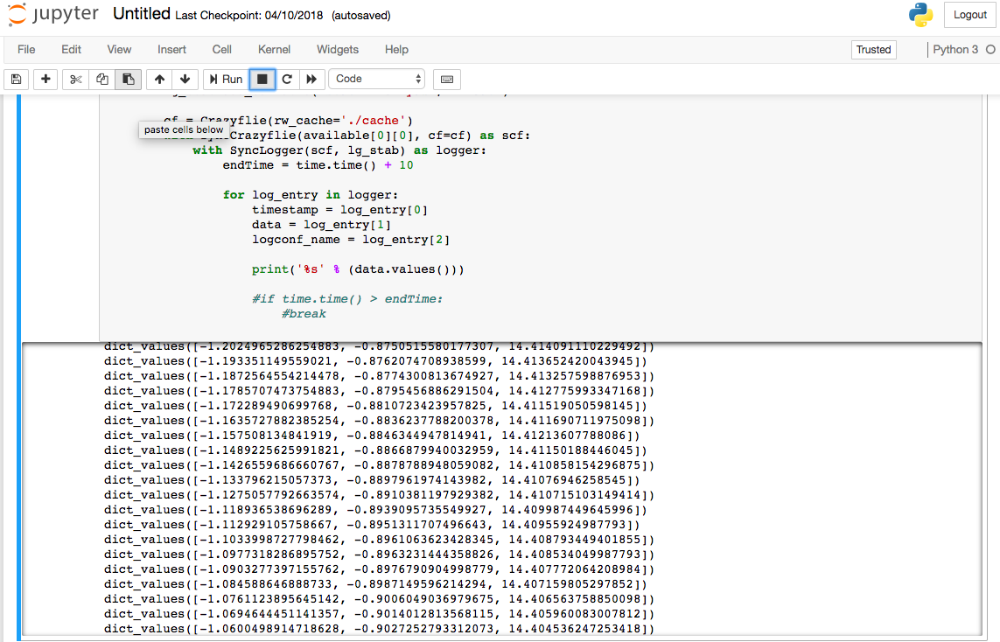 jupyter Untitled Last Checkpoint: 04/10/2018 (autosaved) Logout
File Edit View Insert Cell Kernel Widgets Help Trusted Python 3
Run Code
cf = Crazyflie(rw_cache='./cache')
paste cells below
Crazyflie(available[0][0], cf=cf) as scf:
with SyncLogger(scf, lg_stab) as logger:
endTime = time.time() + 10
for log_entry in logger:
timestamp = log_entry[0]
data = log_entry[1]
logconf_name = log_entry[2]
print('%s' % (data.values()))
#if time.time() > endTime:
#break
dict_values([-1.2024965286254883, -0.8750515580177307, 14.414091110229492])
dict_values([-1.193351149559021, -0.8762074708938599, 14.413652420043945])
dict_values([-1.1872564554214478, -0.8774300813674927, 14.413257598876953])
dict_values([-1.1785707473754883, -0.8795456886291504, 14.412775993347168])
dict_values([-1.172289490699768, -0.8810723423957825, 14.411519050598145])
dict_values([-1.1635727882385254, -0.8836237788200378, 14.411690711975098])
dict_values([-1.157508134841919, -0.8846344947814941, 14.41213607788086])
dict_values([-1.1489225625991821, -0.8866879940032959, 14.41150188446045])
dict_values([-1.1426559686660767, -0.8878788948059082, 14.410858154296875])
dict_values([-1.133796215057373, -0.8897961974143982, 14.41076946258545])
dict_values([-1.1275057792663574, -0.8910381197929382, 14.410715103149414])
dict_values([-1.118936538696289, -0.8939095735549927, 14.409987449645996])
dict_values([-1.112929105758667, -0.8951311707496643, 14.40955924987793])
dict_values([-1.1033998727798462, -0.8961063623428345, 14.408793449401855])
dict_values([-1.0977318286895752, -0.8963231444358826, 14.408534049987793])
dict_values([-1.0903277397155762, -0.8976790904998779, 14.407772064208984])
dict_values([-1.084588646888733, -0.8987149596214294, 14.407159805297852])
dict_values([-1.0761123895645142, -0.9006049036979675, 14.406563758850098])
dict_values([-1.0694644451141357, -0.9014012813568115, 14.405960083007812])
dict_values([-1.0600498914718628, -0.9027252793312073, 14.404536247253418])